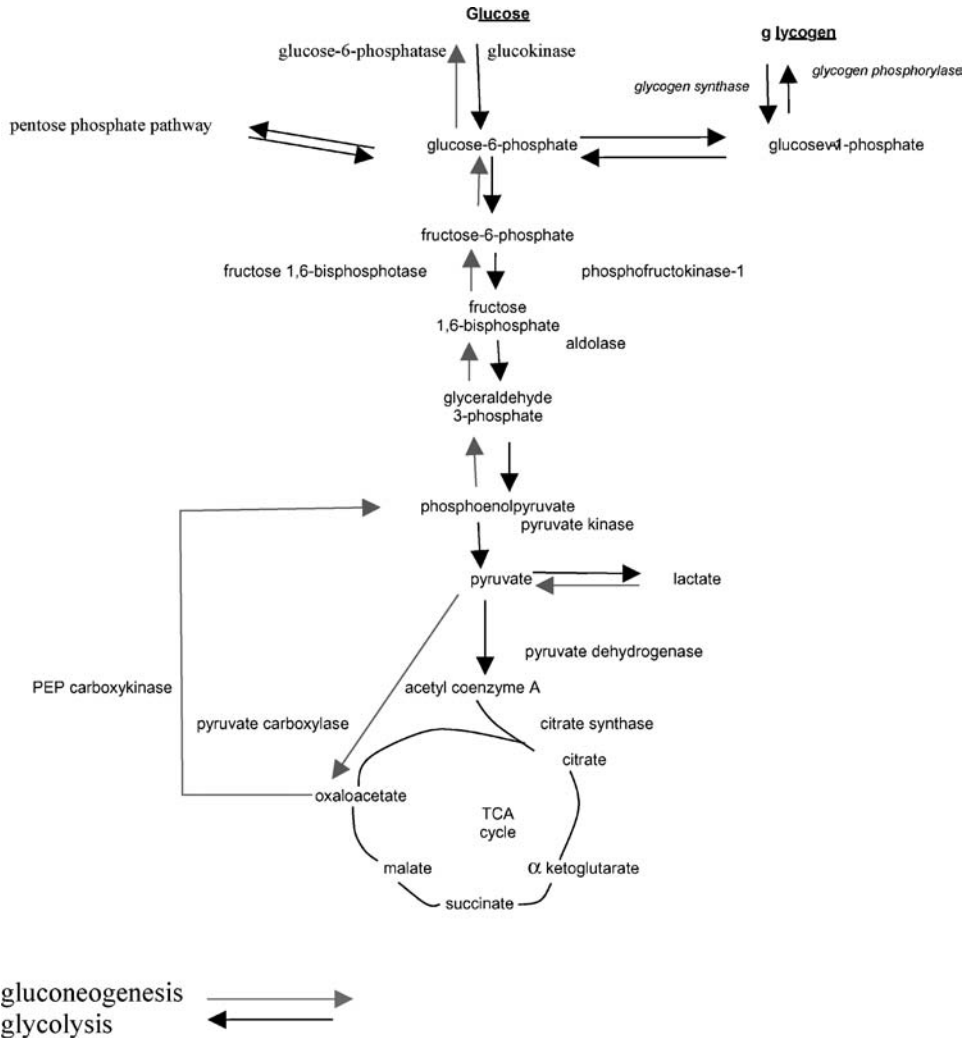 Glucose
glucose-6-phosphatase
glucokinase
g lycogen
glycogen synthase
glycogen phosphorylase
pentose phosphate pathway
glucose-6-phosphate
glucosev-1-phosphate
fructose-6-phosphate
fructose 1,6-bisphosphotase
phosphofructokinase-1
fructose
1,6-bisphosphate
aldolase
glyceraldehyde
3-phosphate
phosphoenolpyruvate
pyruvate kinase
pyruvate
lactate
pyruvate dehydrogenase
PEP carboxykinase
acetyl coenzyme A
pyruvate carboxylase
citrate synthase
citrate
oxaloacetate
TCA
cycle
malate
α ketoglutarate
succinate
gluconeogenesis
glycolysis